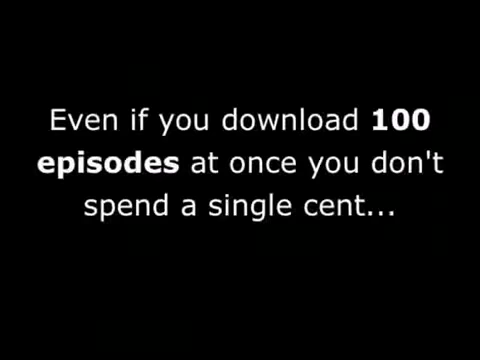 Even if you download 100
episodes at once you don't
spend a single cent...